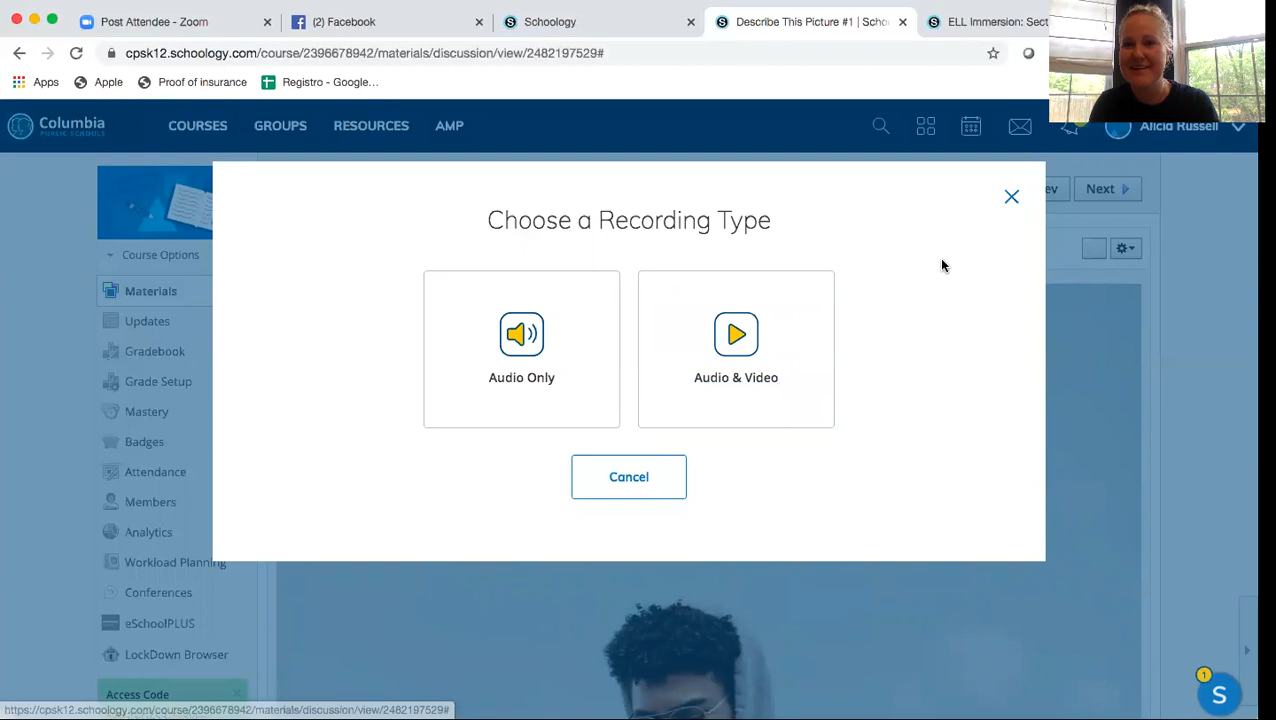 Post Attendee - Zoom
(2) Facebook
Schoology
Describe This Picture #1 | Scho
ELL Immersion: Sect
cpsk12.schoology.com/course/2396678942/materials/discussion/view/2482197529#
Apps
Apple
Proof of insurance
Registro - Google...
Columbia
PUBLIC SCHOOLS
COURSES
GROUPS
RESOURCES
AMP
Alicia Russell
Next
Choose a Recording Type
Audio Only
Audio & Video
Cancel
Course Options
Materials
Updates
Gradebook
Grade Setup
Mastery
Badges
Attendance
Members
Analytics
Workload Planning
Conferences
eSchoolPLUS
LockDown Browser
Access Code
1
S
https://cpsk12.schoology.com/course/2396678942/materials/discussion/view/2482197529#